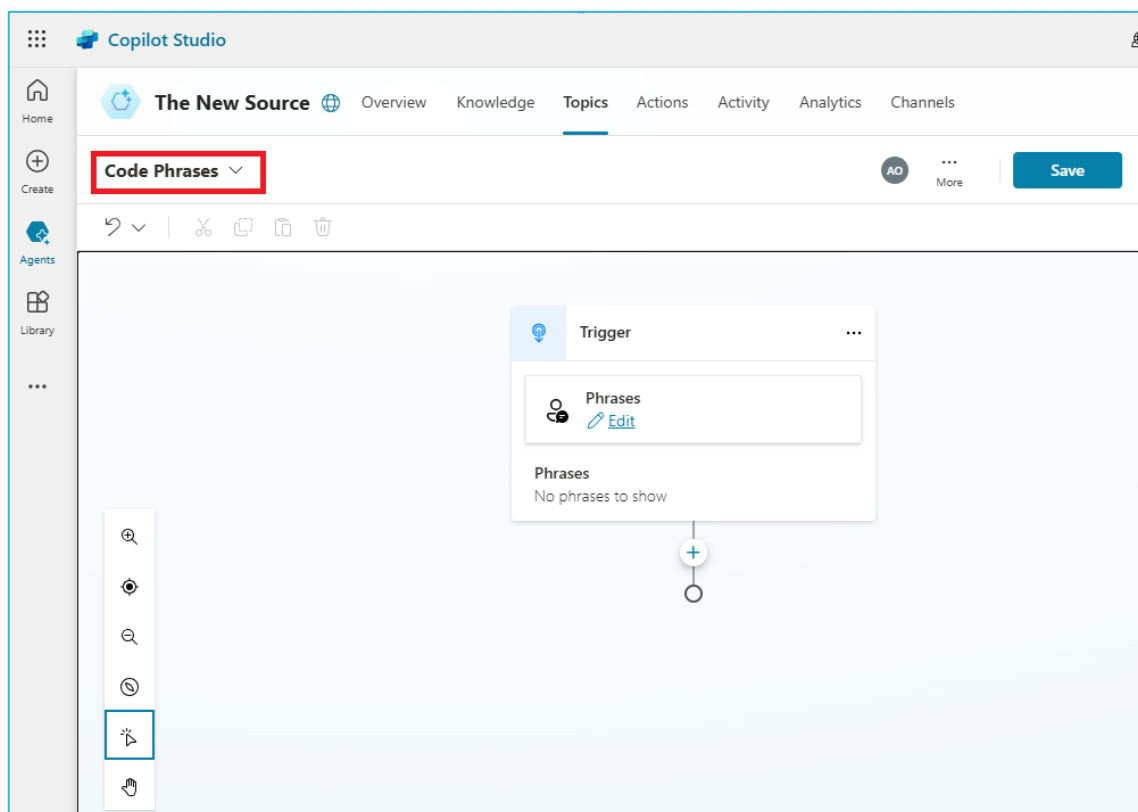 Copilot Studio
Home
Create
Agents
Library
The New Source Overview Knowledge Topics Actions Activity Analytics Channels
Code Phrases
AO
More
Save
Trigger
Phrases
Edit
Phrases
No phrases to show